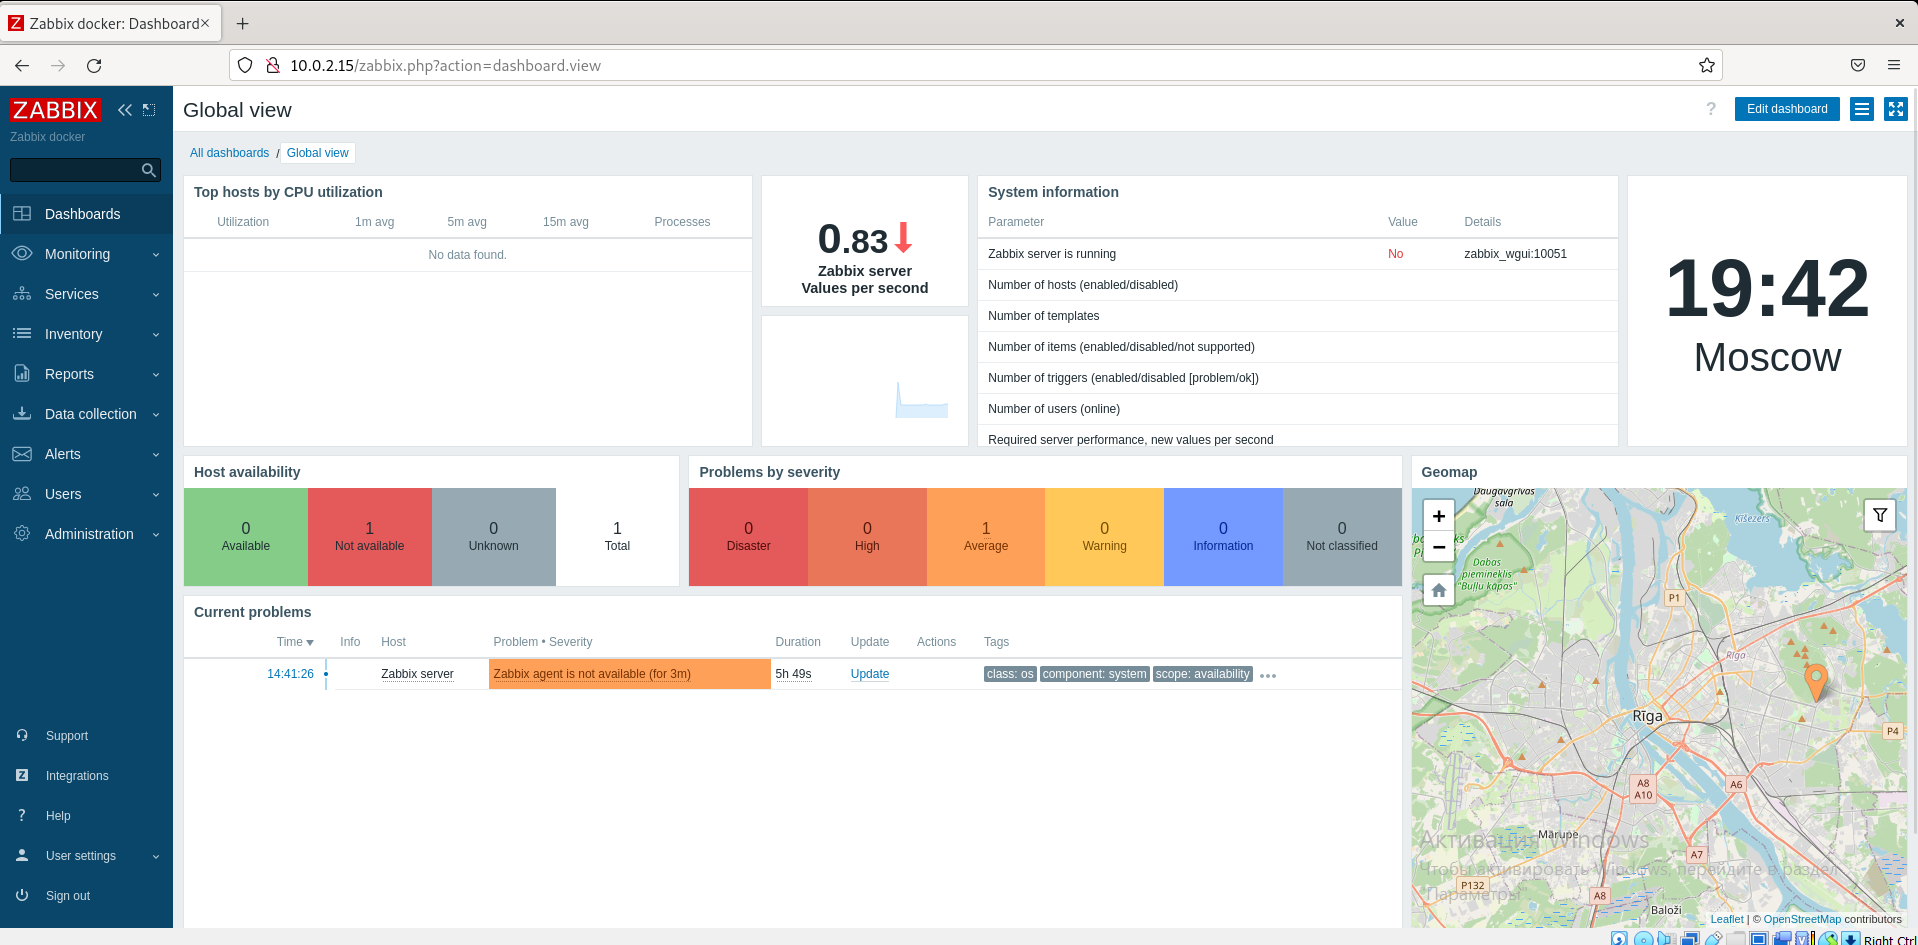 Zabbix docker: Dashboard
10.0.2.15/zabbix.php?action=dashboard.view
ZABBIX
Zabbix docker
Dashboards
Monitoring
Services
Inventory
Reports
Data collection
Alerts
Users
Administration
Support
Integrations
Help
User settings
Sign out
Global view
? Edit dashboard
All dashboards / Global view
Top hosts by CPU utilization
Utilization 1m avg 5m avg 15m avg Processes
No data found.
0.83
Zabbix server
Values per second
System information
Parameter Value Details
Zabbix server is running No zabbix_wgui:10051
Number of hosts (enabled/disabled)
Number of templates
Number of items (enabled/disabled/not supported)
Number of triggers (enabled/disabled [problem/ok])
Number of users (online)
Required server performance, new values per second
19:42
Moscow
Host availability
0 1 0 1
Available Not available Unknown Total
Problems by severity
0 0 1 0 0 0
Disaster High Average Warning Information Not classified
Current problems
Time Info Host Problem • Severity Duration Update Actions Tags
14:41:26 Zabbix server Zabbix agent is not available (for 3m) 5h 49s Update class: os component: system scope: availability
Geomap
Daugavgrīvas
sala
Ķīšezers
+
−
Dabas
piemineklis
"Buļļu kāpas"
P1
Rīga
Rīga
P4
A8
A10
A6
Mārupe
A7
P132
A8
Baloži
Активация Windows
Чтобы активировать Windows, перейдите в раздел
"Параметры"
Leaflet | © OpenStreetMap contributors
Right Ctrl